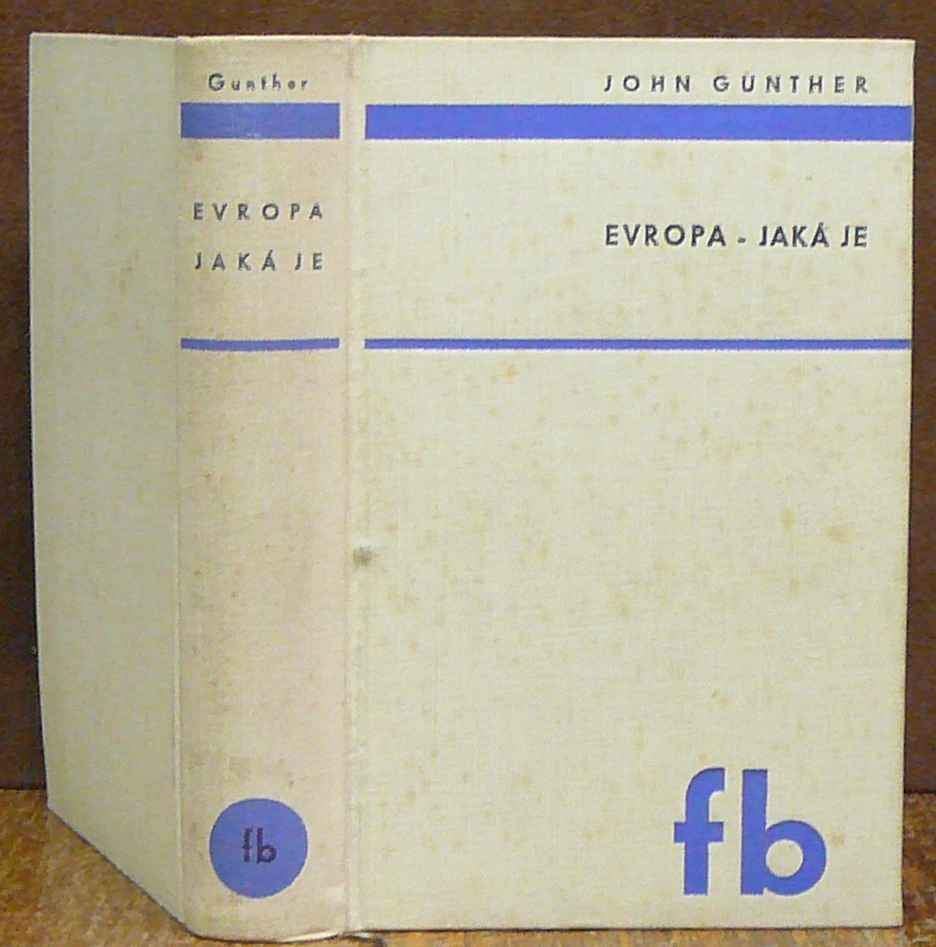 Gunther
EVROPA
JAKÁ JE
fb
JOHN GUNTHER
EVROPA - JAKÁ JE
fb